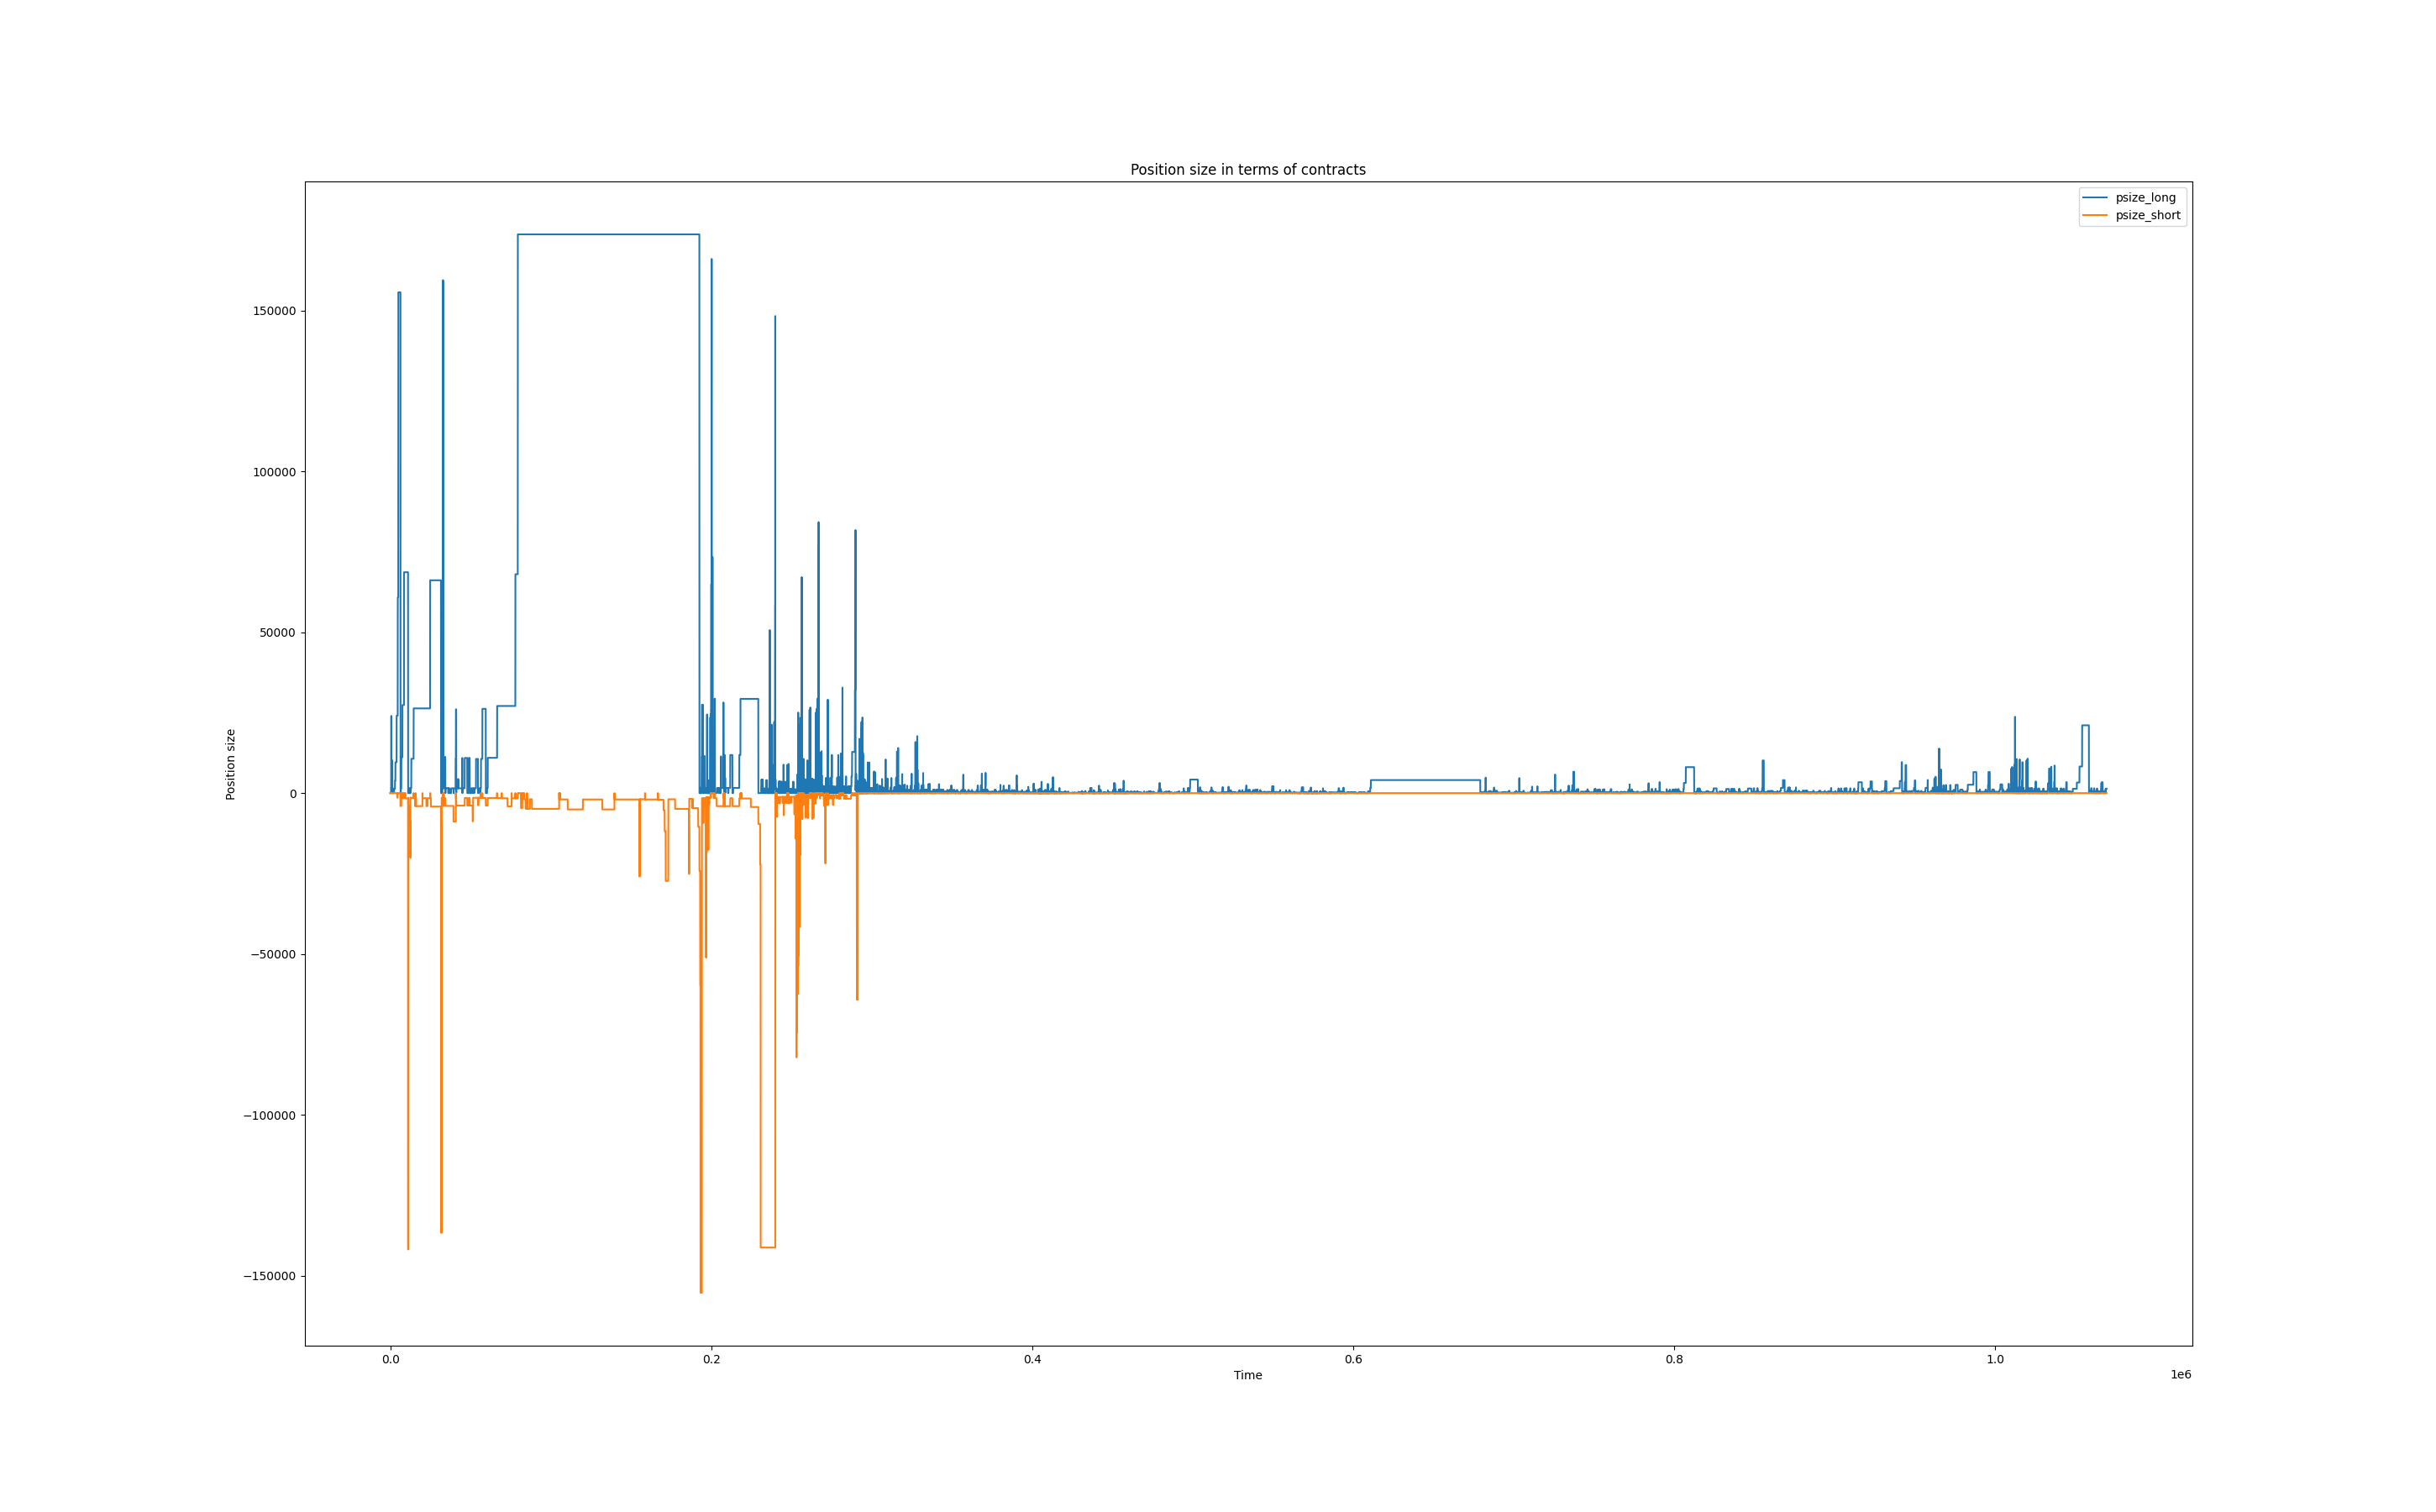 Position size in terms of contracts
psize_long
psize_short
Position size
150000
100000
50000
0
−50000
−100000
−150000
0.0
0.2
0.4
0.6
0.8
1.0
1e6
Time